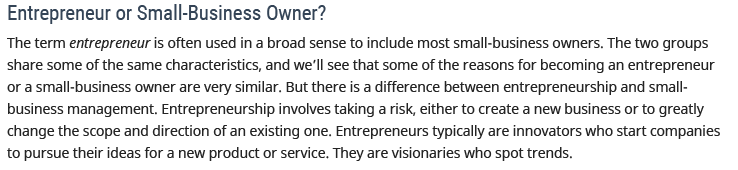 Entrepreneur or Small-Business Owner?
The term entrepreneur is often used in a broad sense to include most small-business owners. The two groups
share some of the same characteristics, and we’ll see that some of the reasons for becoming an entrepreneur
or a small-business owner are very similar. But there is a difference between entrepreneurship and small-
business management. Entrepreneurship involves taking a risk, either to create a new business or to greatly
change the scope and direction of an existing one. Entrepreneurs typically are innovators who start companies
to pursue their ideas for a new product or service. They are visionaries who spot trends.